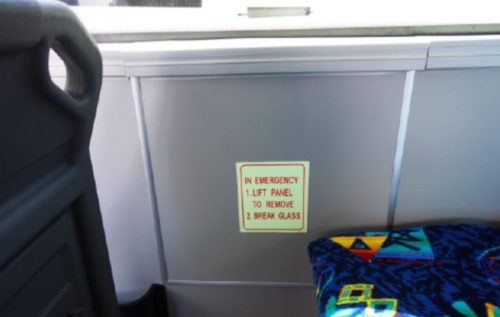 IN EMERGENCY
1. LIFT PANEL
TO REMOVE
2. BREAK GLASS